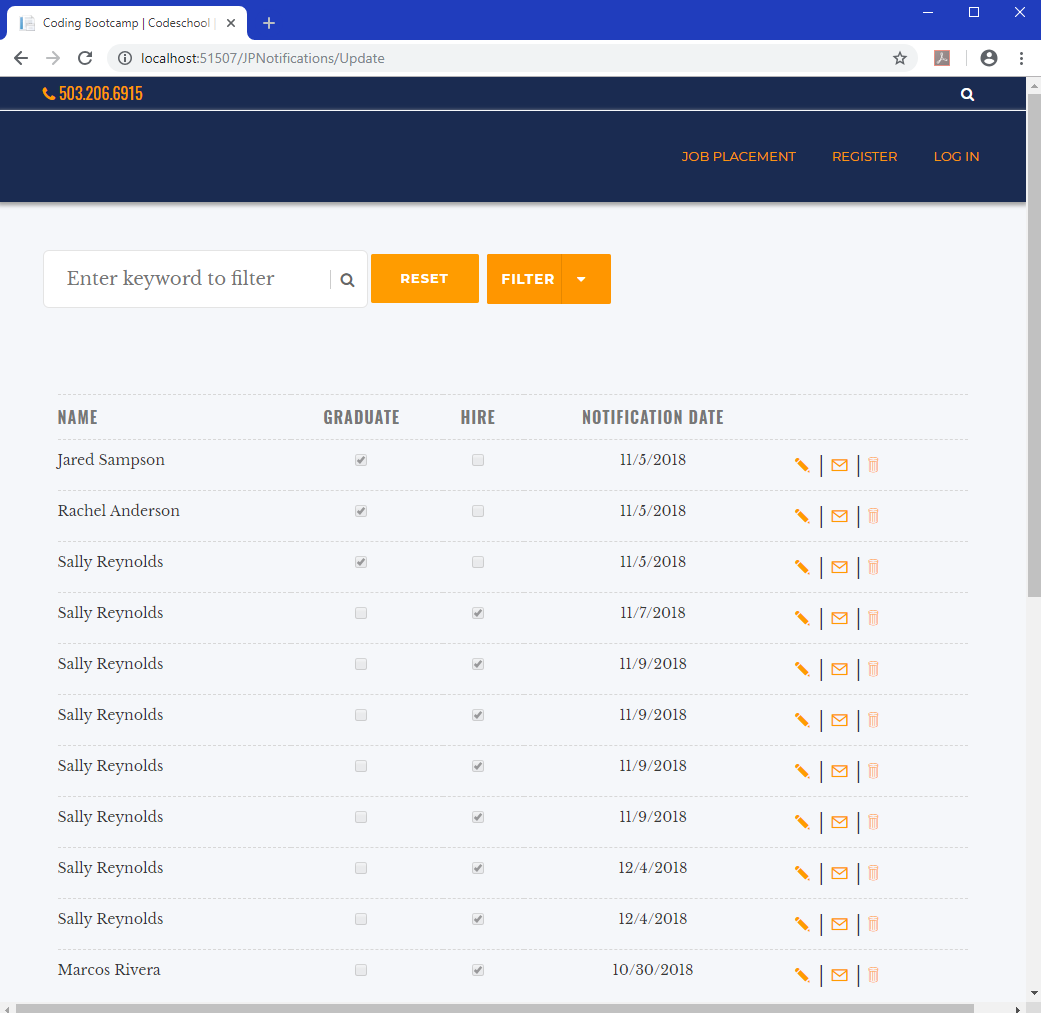 Coding Bootcamp | Codeschool |
localhost:51507/JPNotifications/Update
503.206.6915
JOB PLACEMENT REGISTER LOG IN
Enter keyword to filter RESET FILTER
NAME GRADUATE HIRE NOTIFICATION DATE
Jared Sampson 11/5/2018
Rachel Anderson 11/5/2018
Sally Reynolds 11/5/2018
Sally Reynolds 11/7/2018
Sally Reynolds 11/9/2018
Sally Reynolds 11/9/2018
Sally Reynolds 11/9/2018
Sally Reynolds 11/9/2018
Sally Reynolds 12/4/2018
Sally Reynolds 12/4/2018
Marcos Rivera 10/30/2018